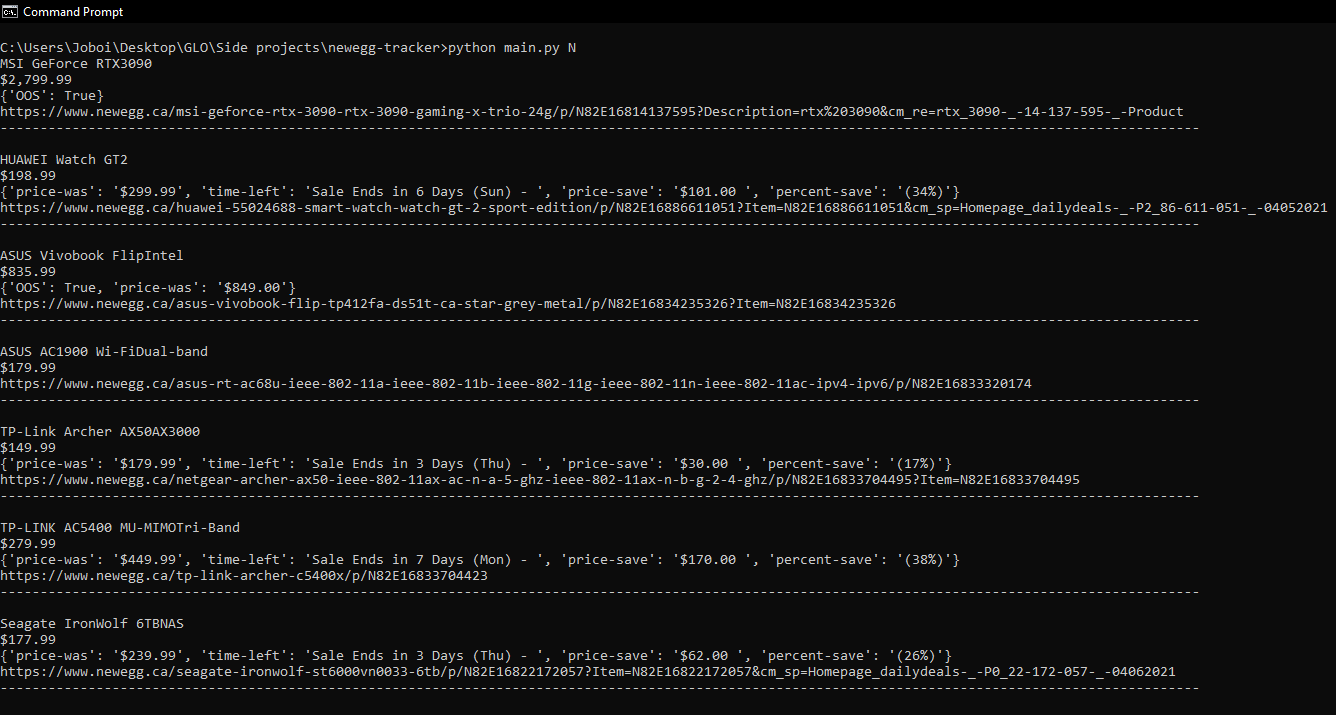 Command Prompt
C:\Users\Joboi\Desktop\GLO\Side projects\newegg-tracker>python main.py N
MSI GeForce RTX3090
$2,799.99
{'OOS': True}
https://www.newegg.ca/msi-geforce-rtx-3090-rtx-3090-gaming-x-trio-24g/p/N82E16814137595?Description=rtx%203090&cm_re=rtx_3090-_-14-137-595-_-Product
------------------------------------------------------------------------------------------------------------------------------------------------------
HUAWEI Watch GT2
$198.99
{'price-was': '$299.99', 'time-left': 'Sale Ends in 6 Days (Sun) - ', 'price-save': '$101.00 ', 'percent-save': '(34%)'}
https://www.newegg.ca/huawei-55024688-smart-watch-watch-gt-2-sport-edition/p/N82E16886611051?Item=N82E16886611051&cm_sp=Homepage_dailydeals-_-P2_86-611-051-_-04052021
------------------------------------------------------------------------------------------------------------------------------------------------------
ASUS Vivobook FlipIntel
$835.99
{'OOS': True, 'price-was': '$849.00'}
https://www.newegg.ca/asus-vivobook-flip-tp412fa-ds51t-ca-star-grey-metal/p/N82E16834235326?Item=N82E16834235326
------------------------------------------------------------------------------------------------------------------------------------------------------
ASUS AC1900 Wi-FiDual-band
$179.99
https://www.newegg.ca/asus-rt-ac68u-ieee-802-11a-ieee-802-11b-ieee-802-11g-ieee-802-11n-ieee-802-11ac-ipv4-ipv6/p/N82E16833320174
------------------------------------------------------------------------------------------------------------------------------------------------------
TP-Link Archer AX50AX3000
$149.99
{'price-was': '$179.99', 'time-left': 'Sale Ends in 3 Days (Thu) - ', 'price-save': '$30.00 ', 'percent-save': '(17%)'}
https://www.newegg.ca/netgear-archer-ax50-ieee-802-11ax-ac-n-a-5-ghz-ieee-802-11ax-n-b-g-2-4-ghz/p/N82E16833704495?Item=N82E16833704495
------------------------------------------------------------------------------------------------------------------------------------------------------
TP-LINK AC5400 MU-MIMOTri-Band
$279.99
{'price-was': '$449.99', 'time-left': 'Sale Ends in 7 Days (Mon) - ', 'price-save': '$170.00 ', 'percent-save': '(38%)'}
https://www.newegg.ca/tp-link-archer-c5400x/p/N82E16833704423
------------------------------------------------------------------------------------------------------------------------------------------------------
Seagate IronWolf 6TBNAS
$177.99
{'price-was': '$239.99', 'time-left': 'Sale Ends in 3 Days (Thu) - ', 'price-save': '$62.00 ', 'percent-save': '(26%)'}
https://www.newegg.ca/seagate-ironwolf-st6000vn0033-6tb/p/N82E16822172057?Item=N82E16822172057&cm_sp=Homepage_dailydeals-_-P0_22-172-057-_-04062021
------------------------------------------------------------------------------------------------------------------------------------------------------